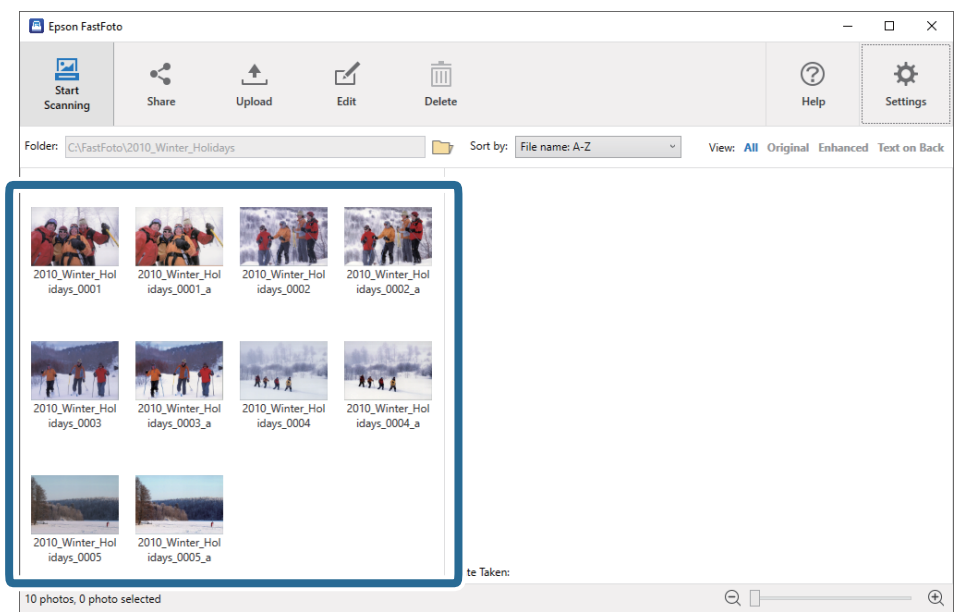 Epson FastFoto
Start
Scanning
Share
Upload
Edit
Delete
Help
Settings
Folder: C:\FastFoto\2010_Winter_Holidays
Sort by: File name: A-Z
View: All Original Enhanced Text on Back
2010_Winter_Hol
idays_0001
2010_Winter_Hol
idays_0001_a
2010_Winter_Hol
idays_0002
2010_Winter_Hol
idays_0002_a
2010_Winter_Hol
idays_0003
2010_Winter_Hol
idays_0003_a
2010_Winter_Hol
idays_0004
2010_Winter_Hol
idays_0004_a
2010_Winter_Hol
idays_0005
2010_Winter_Hol
idays_0005_a
te Taken:
10 photos, 0 photo selected